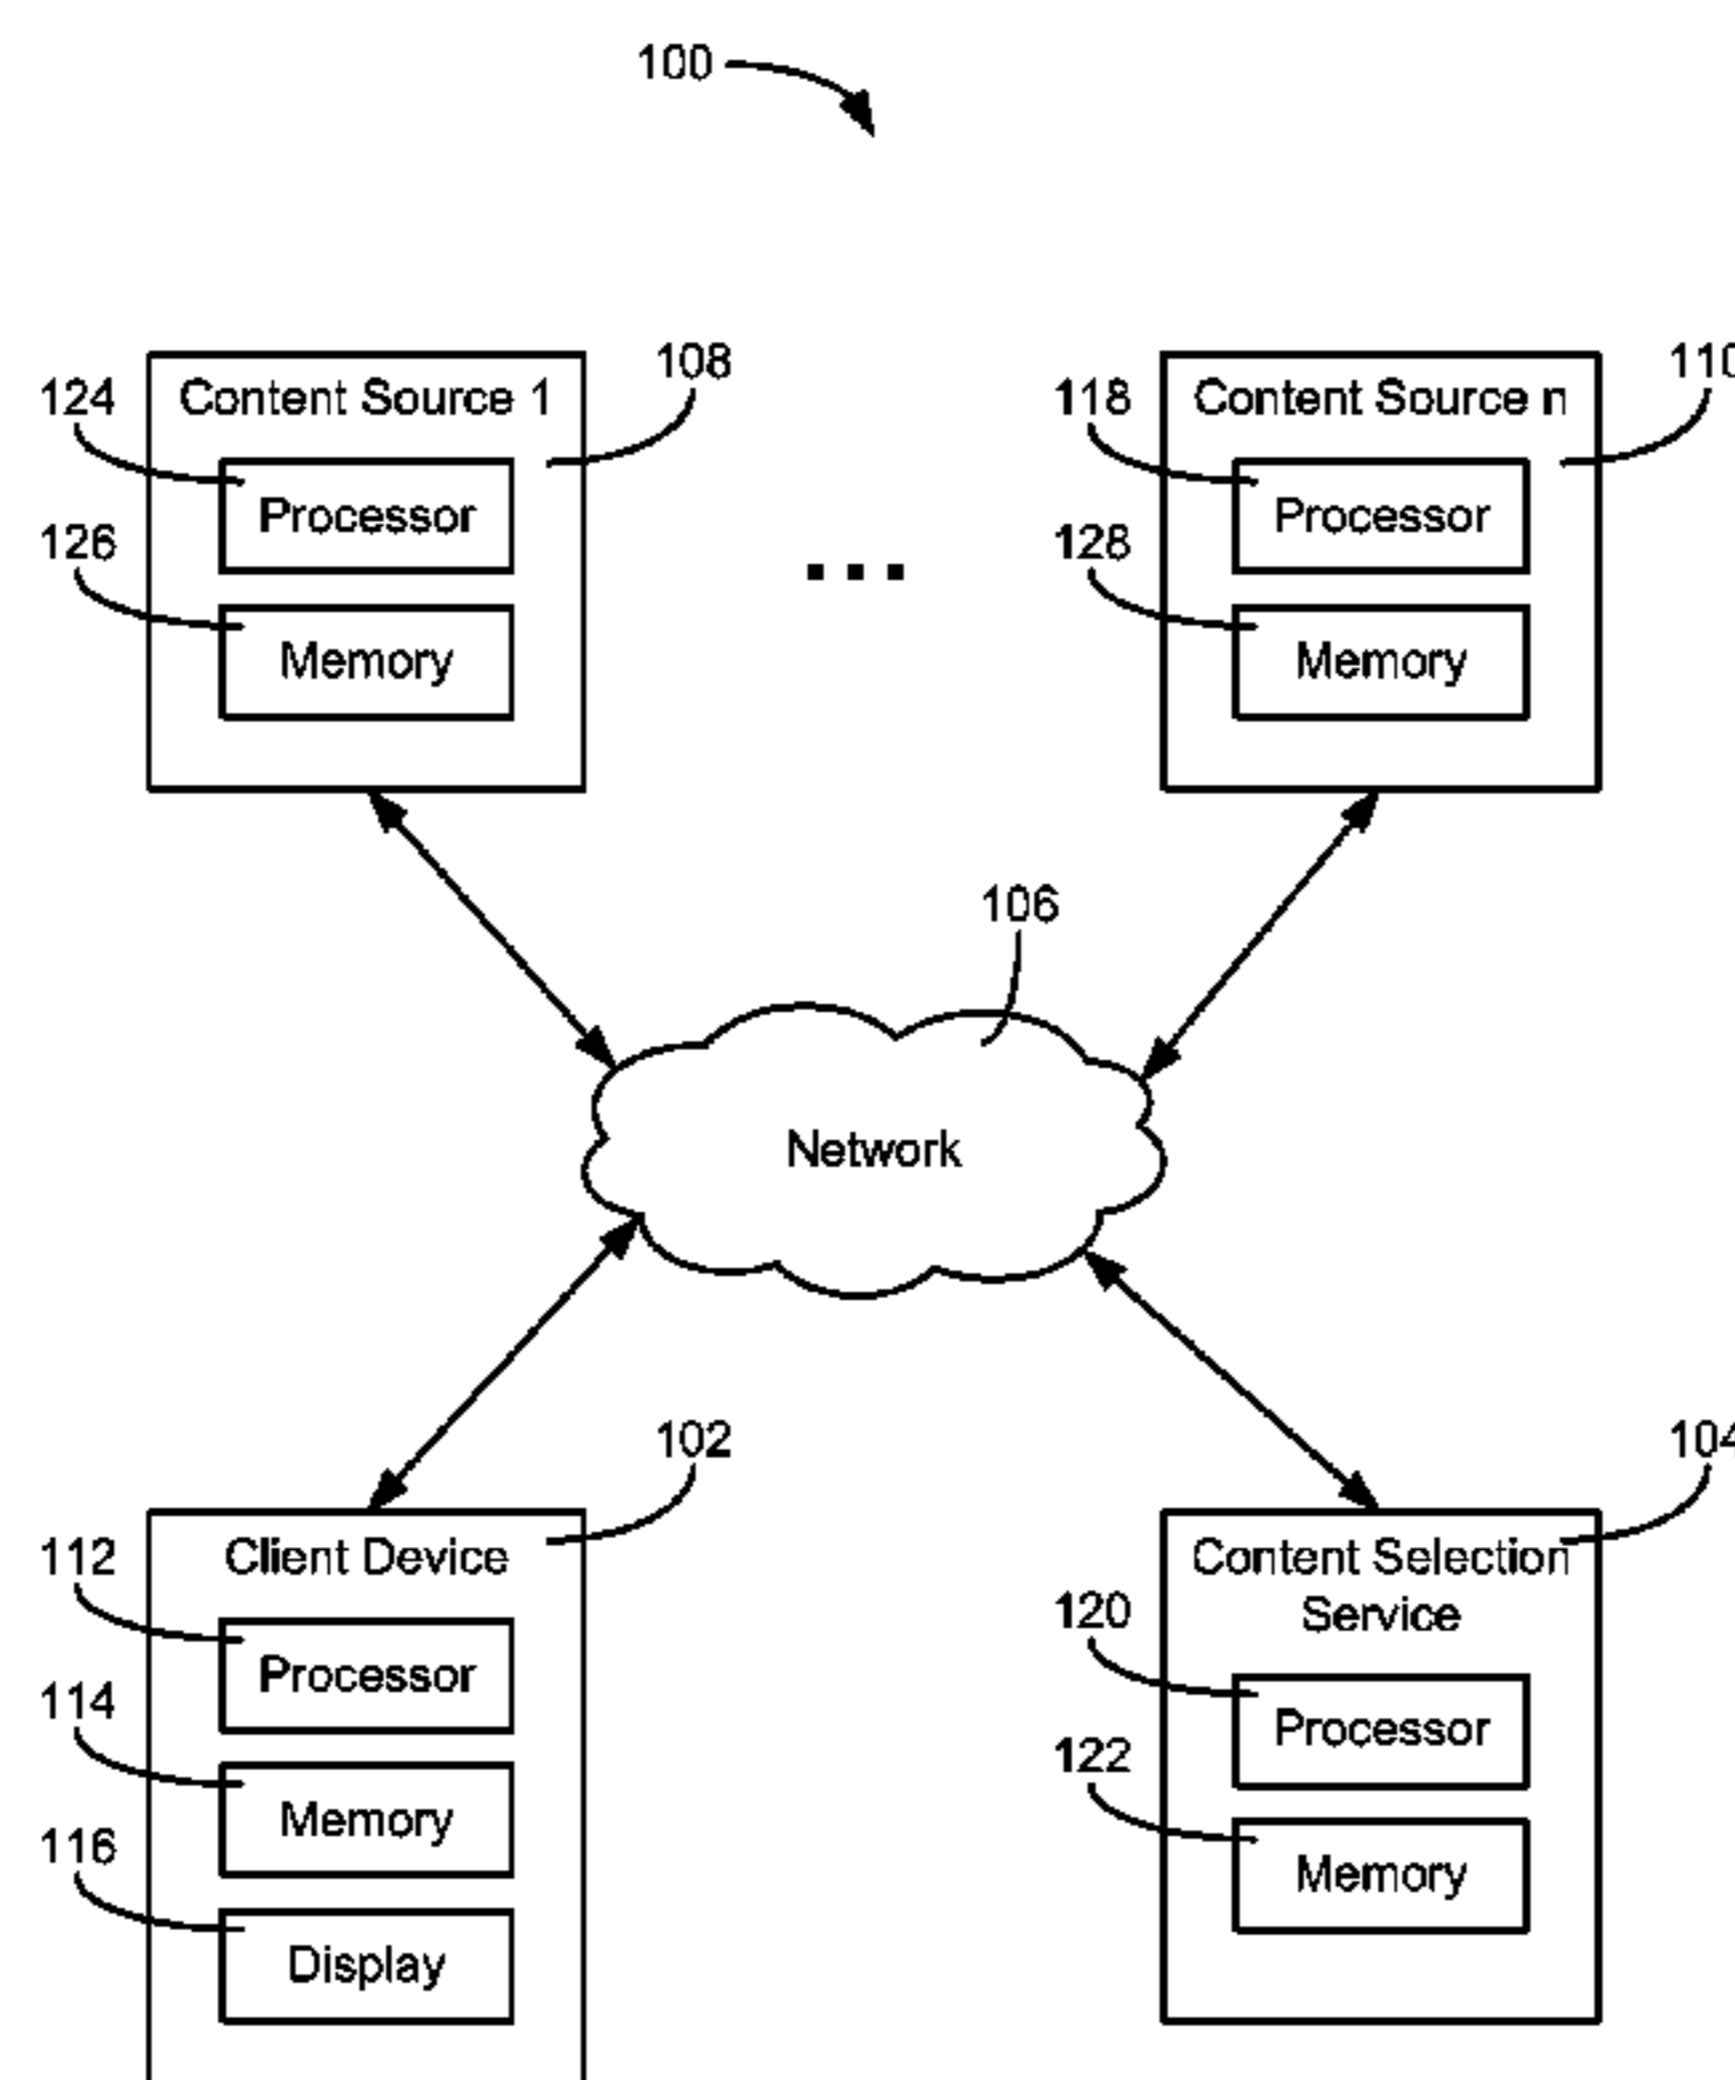 100
108
110
124
Content Source 1
118
Content Source n
Processor
Processor
126
128
...
Memory
Memory
106
Network
102
104
112
Client Device
Content Selection
Service
120
Processor
114
Processor
122
Memory
116
Memory
Display